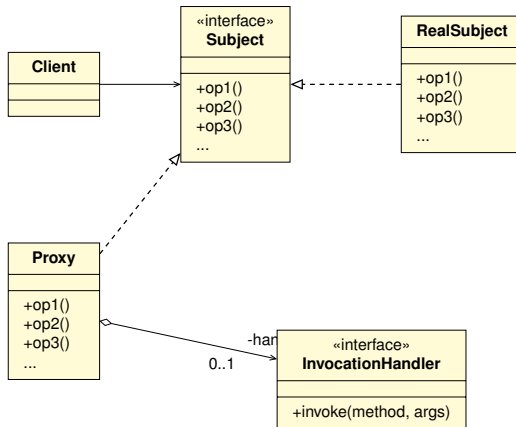 «interface»
Subject
+op1()
+op2()
+op3()
...
RealSubject
+op1()
+op2()
+op3()
...
Client
Proxy
+op1()
+op2()
+op3()
...
0..1
«interface»
InvocationHandler
+invoke(method, args)